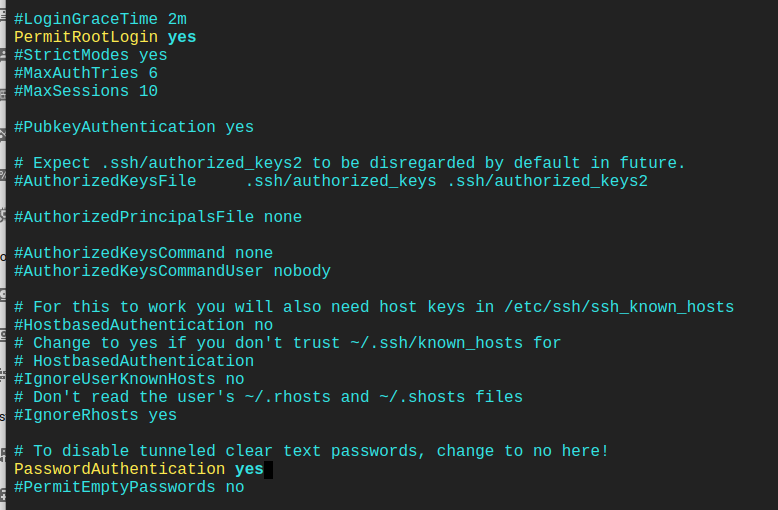 #LoginGraceTime 2m
PermitRootLogin yes
#StrictModes yes
#MaxAuthTries 6
#MaxSessions 10
#PubkeyAuthentication yes
# Expect .ssh/authorized_keys2 to be disregarded by default in future.
#AuthorizedKeysFile     .ssh/authorized_keys .ssh/authorized_keys2
#AuthorizedPrincipalsFile none
#AuthorizedKeysCommand none
#AuthorizedKeysCommandUser nobody
# For this to work you will also need host keys in /etc/ssh/ssh_known_hosts
#HostbasedAuthentication no
# Change to yes if you don't trust ~/.ssh/known_hosts for
# HostbasedAuthentication
#IgnoreUserKnownHosts no
# Don't read the user's ~/.rhosts and ~/.shosts files
#IgnoreRhosts yes
# To disable tunneled clear text passwords, change to no here!
PasswordAuthentication yes
#PermitEmptyPasswords no